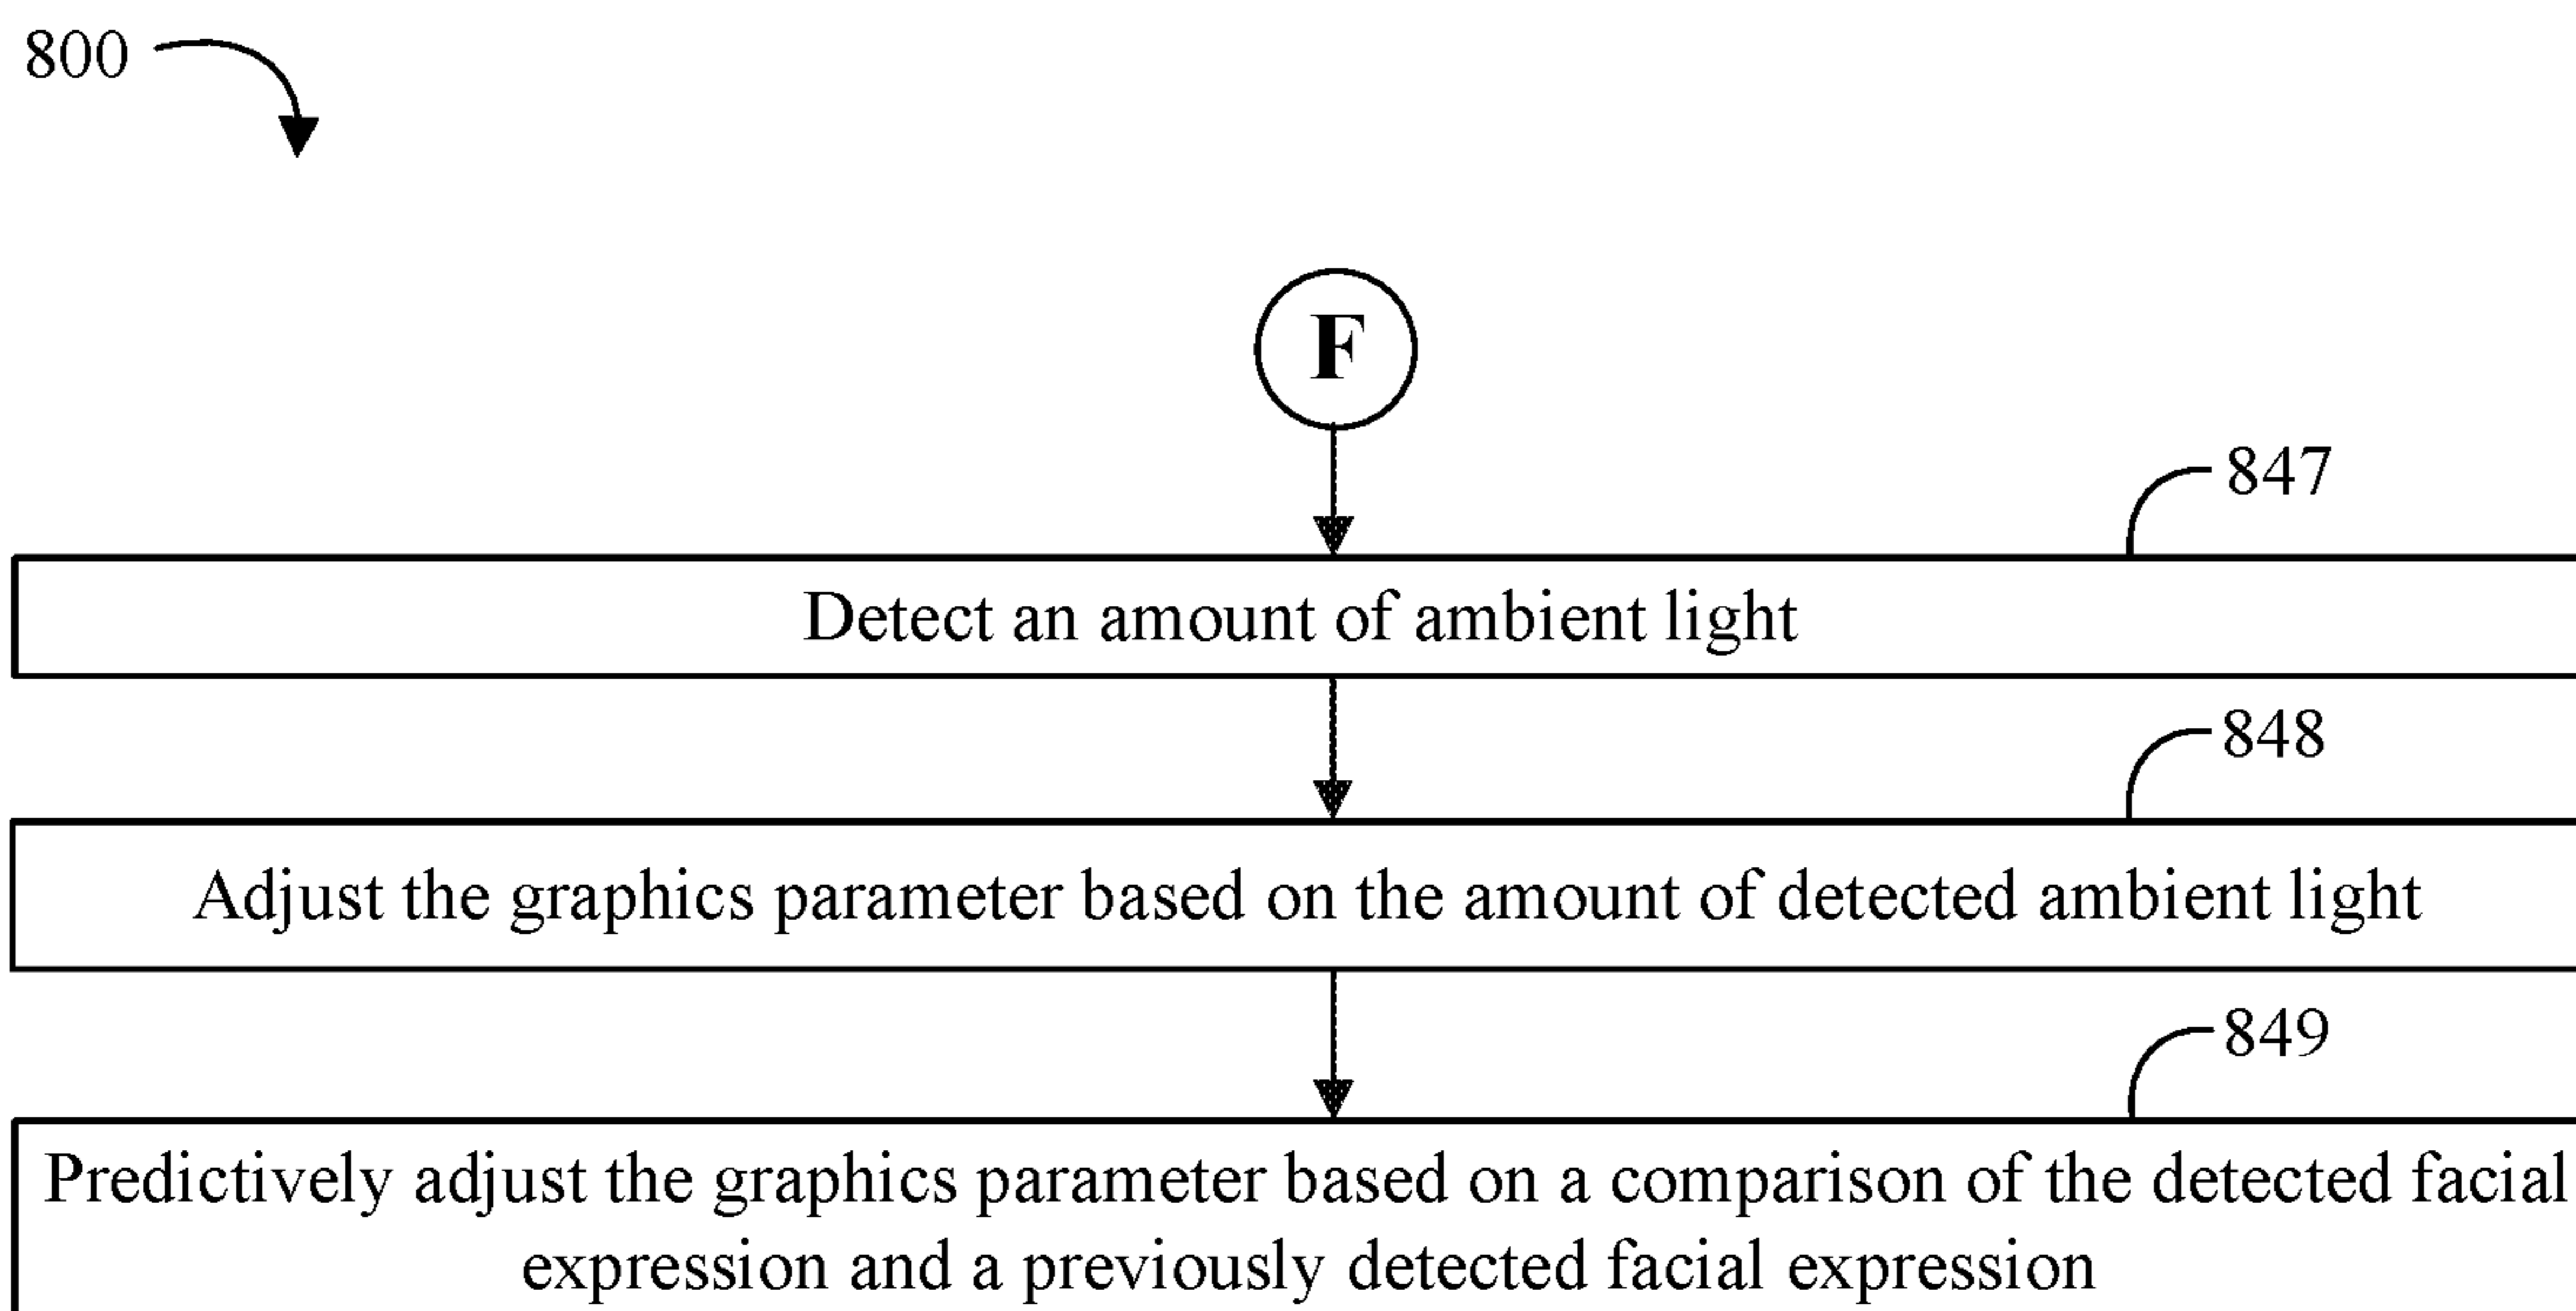 800
F
847
Detect an amount of ambient light
848
Adjust the graphics parameter based on the amount of detected ambient light
849
Predictively adjust the graphics parameter based on a comparison of the detected facial
expression and a previously detected facial expression